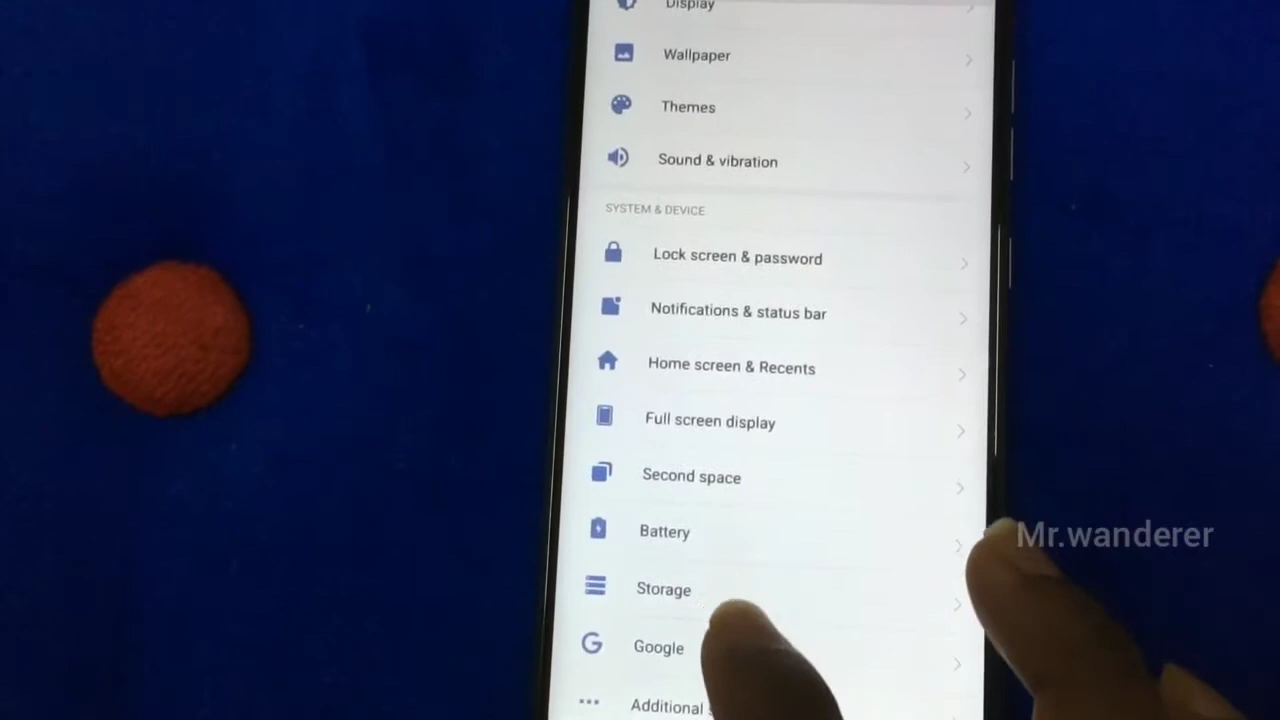 Display
Wallpaper
Themes
Sound & vibration
SYSTEM & DEVICE
Lock screen & password
Notifications & status bar
Home screen & Recents
Full screen display
Second space
Battery
Mr.wanderer
Storage
Google
Additional